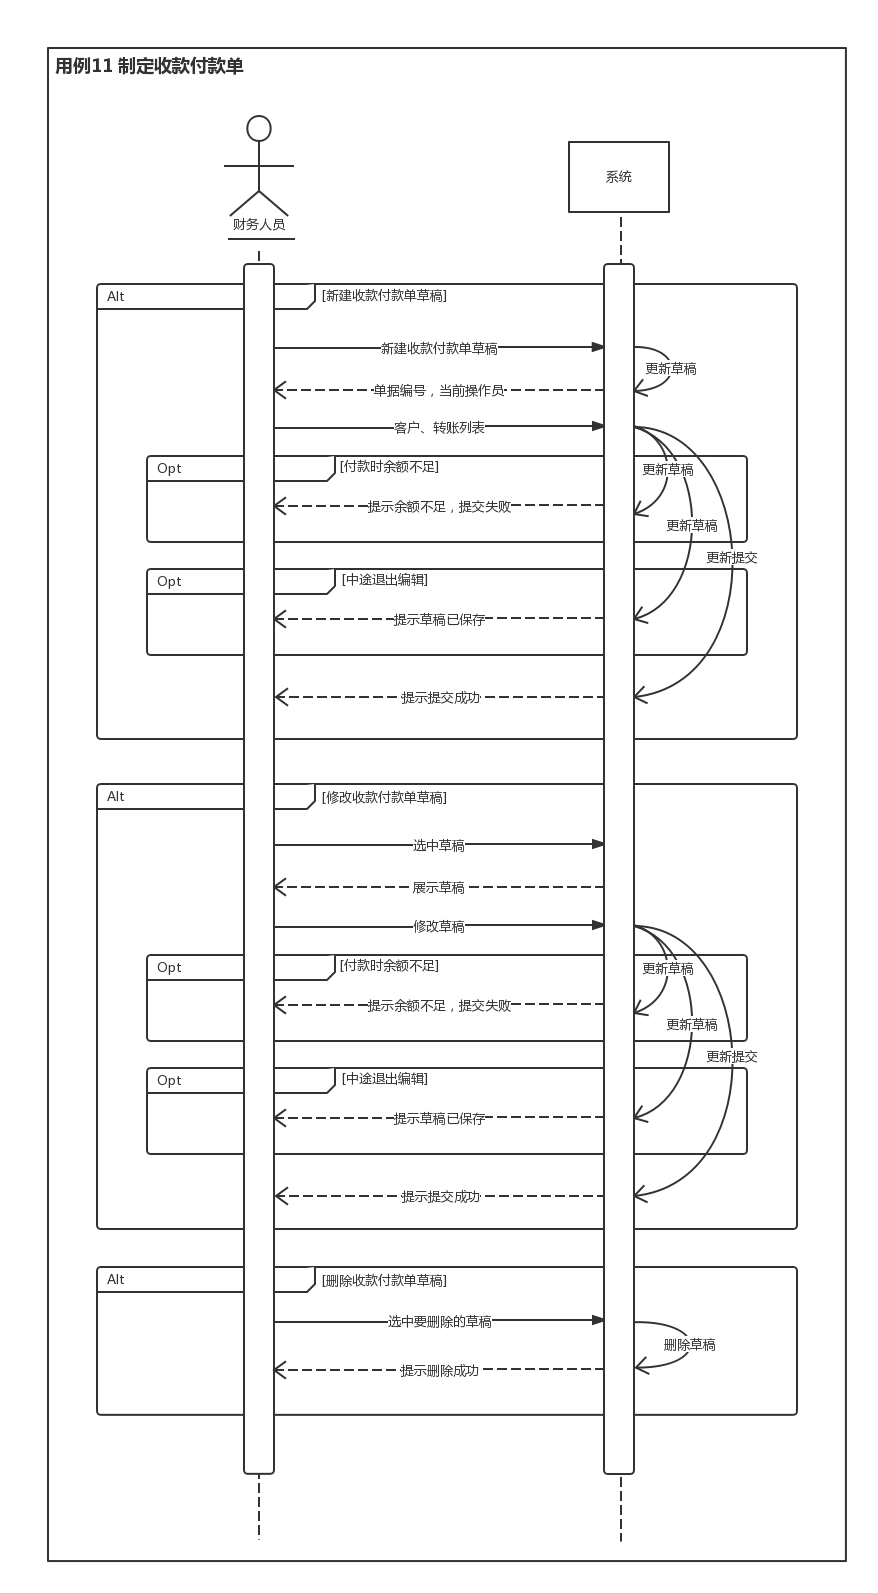 用例11 制定收款付款单
财务人员
系统
Alt
[新建收款付款单草稿]
新建收款付款单草稿
更新草稿
单据编号，当前操作员
客户、转账列表
Opt
[付款时余额不足]
更新草稿
提示余额不足，提交失败
更新草稿
更新提交
Opt
[中途退出编辑]
提示草稿已保存
提示提交成功
Alt
[修改收款付款单草稿]
选中草稿
展示草稿
修改草稿
Opt
[付款时余额不足]
更新草稿
提示余额不足，提交失败
更新草稿
更新提交
Opt
[中途退出编辑]
提示草稿已保存
提示提交成功
Alt
[删除收款付款单草稿]
选中要删除的草稿
删除草稿
提示删除成功